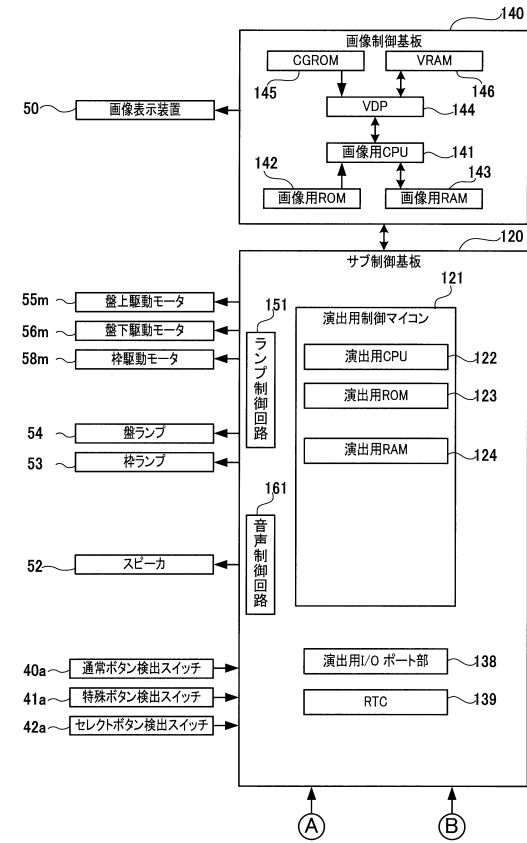 140
画像制御基板
CGROM
VRAM
145
146
50
画像表示装置
VDP
144
画像用CPU
141
142
143
画像用ROM
画像用RAM
120
サブ制御基板
121
55m
盤上駆動モータ
151
演出用制御マイコン
56m
盤下駆動モータ
58m
枠駆動モータ
ランプ制御回路
演出用CPU
122
演出用ROM
123
54
盤ランプ
演出用RAM
124
53
枠ランプ
161
音声制御回路
52
スピーカ
40a
通常ボタン検出スイッチ
演出用I/Oポート部
138
41a
特殊ボタン検出スイッチ
RTC
139
42a
セレクトボタン検出スイッチ
A
B